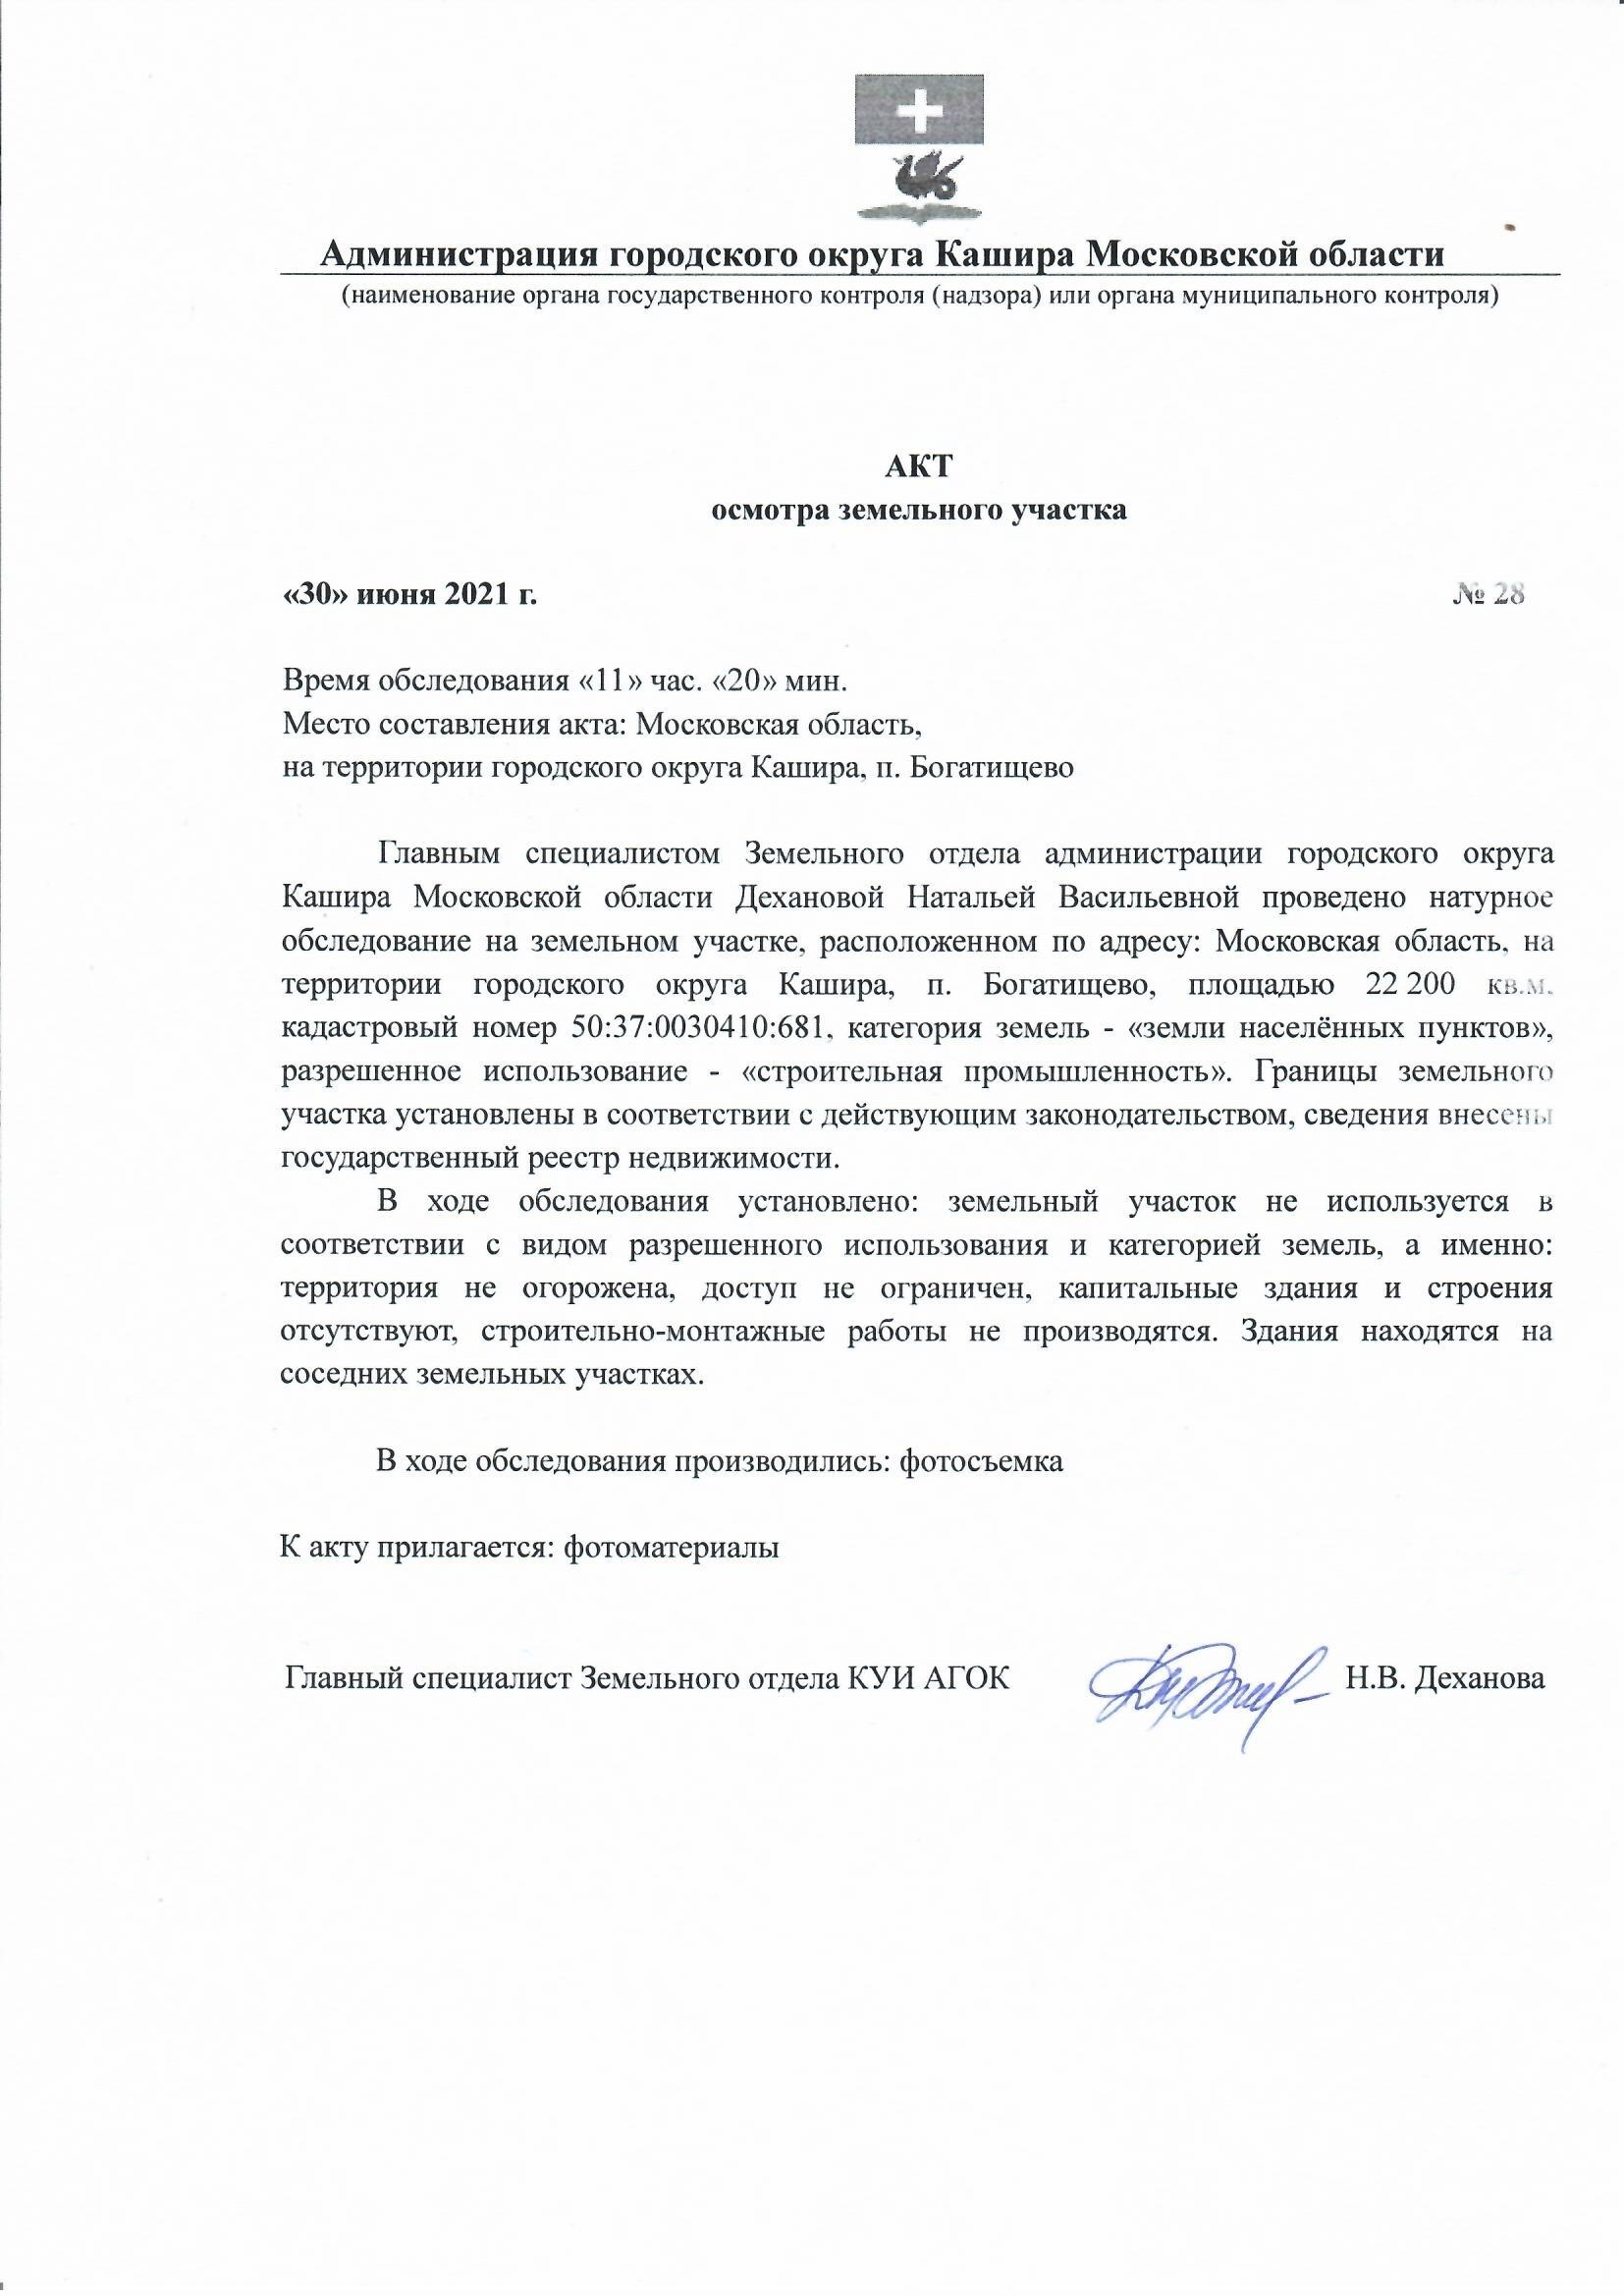 Администрация городского округа Кашира Московской области
(наименование органа государственного контроля (надзора) или органа муниципального контроля)
АКТ
осмотра земельного участка
«30» июня 2021 г. № 28
Время обследования «11» час. «20» мин.
Место составления акта: Московская область,
на территории городского округа Кашира, п. Богатищево
Главным специалистом Земельного отдела администрации городского округа
Кашира Московской области Дехановой Натальей Васильевной проведено натурное
обследование на земельном участке, расположенном по адресу: Московская область, на
территории городского округа Кашира, п. Богатищево, площадью 22 200 кв.м,
кадастровый номер 50:37:0030410:681, категория земель - «земли населённых пунктов»,
разрешенное использование - «строительная промышленность». Границы земельного
участка установлены в соответствии с действующим законодательством, сведения внесены
государственный реестр недвижимости.
В ходе обследования установлено: земельный участок не используется в
соответствии с видом разрешенного использования и категорией земель, а именно:
территория не огорожена, доступ не ограничен, капитальные здания и строения
отсутствуют, строительно-монтажные работы не производятся. Здания находятся на
соседних земельных участках.
В ходе обследования производились: фотосъемка
К акту прилагается: фотоматериалы
Главный специалист Земельного отдела КУИ АГОК Н.В. Деханова